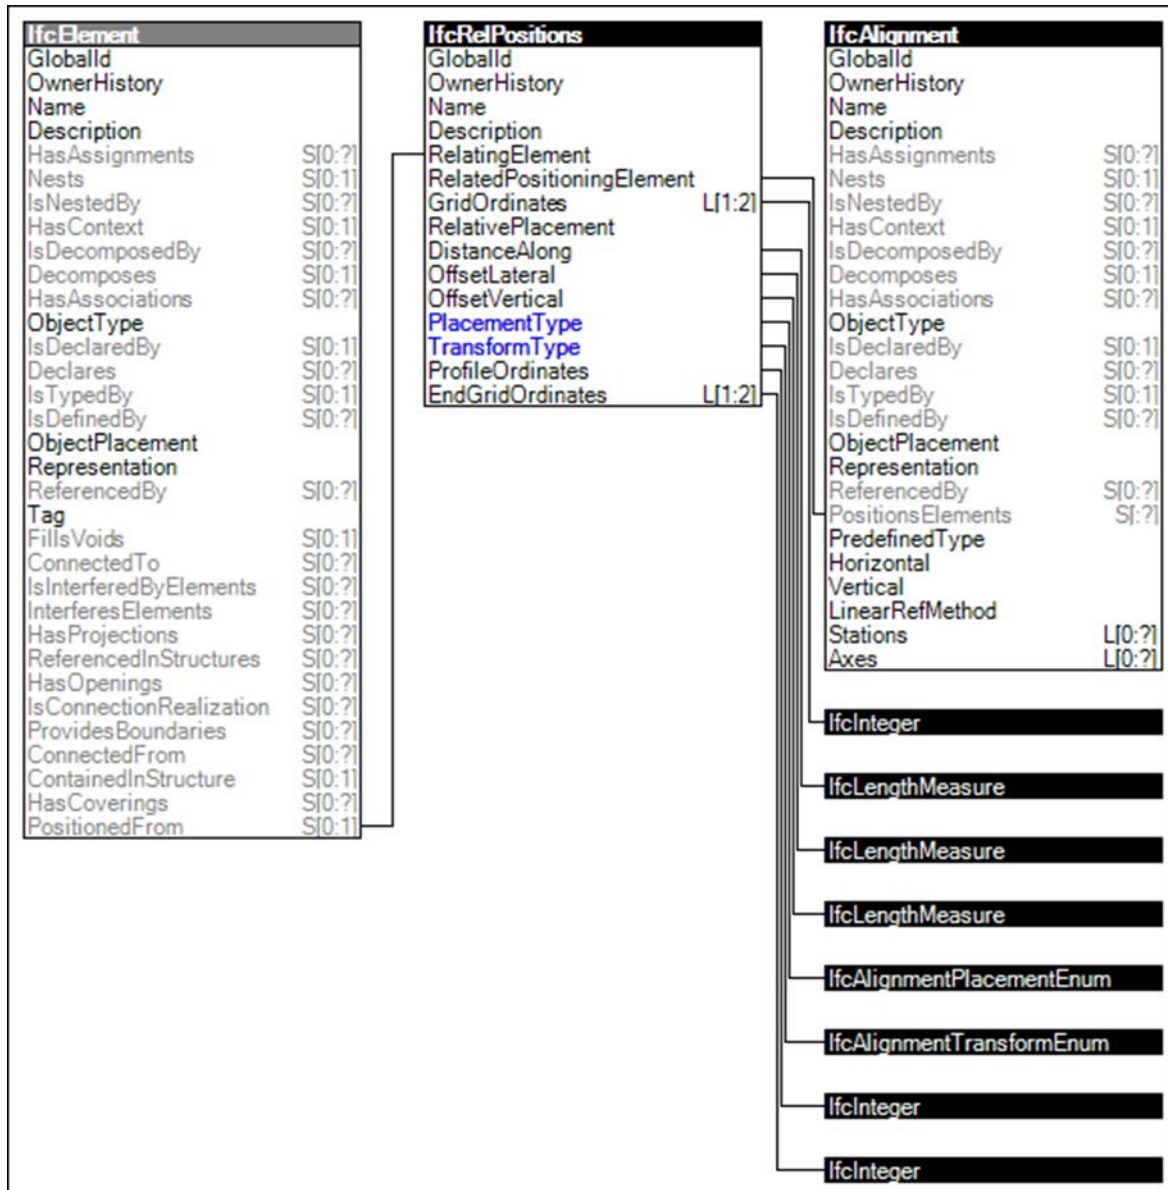 IfcElement
GlobalId
OwnerHistory
Name
Description
HasAssignments S[0:?]
Nests S[0:1]
IsNestedBy S[0:?]
HasContext S[0:1]
IsDecomposedBy S[0:?]
Decomposes S[0:1]
HasAssociations S[0:?]
ObjectType
IsDeclaredBy S[0:1]
Declares S[0:?]
IsTypedBy S[0:1]
IsDefinedBy S[0:?]
ObjectPlacement
Representation
ReferencedBy S[0:?]
Tag
FillsVoids S[0:1]
ConnectedTo S[0:?]
IsInterferedByElements S[0:?]
InterferesElements S[0:?]
HasProjections S[0:?]
ReferencedInStructures S[0:?]
HasOpenings S[0:?]
IsConnectionRealization S[0:?]
ProvidesBoundaries S[0:?]
ConnectedFrom S[0:?]
ContainedInStructure S[0:1]
HasCoverings S[0:?]
PositionedFrom S[0:1]
IfcRelPositions
GlobalId
OwnerHistory
Name
Description
RelatingElement
RelatedPositioningElement
GridOrdinates L[1:2]
RelativePlacement
DistanceAlong
OffsetLateral
OffsetVertical
PlacementType
TransformType
ProfileOrdinates
EndGridOrdinates L[1:2]
IfcAlignment
GlobalId
OwnerHistory
Name
Description
HasAssignments S[0:?]
Nests S[0:1]
IsNestedBy S[0:?]
HasContext S[0:1]
IsDecomposedBy S[0:?]
Decomposes S[0:1]
HasAssociations S[0:?]
ObjectType
IsDeclaredBy S[0:1]
Declares S[0:?]
IsTypedBy S[0:1]
IsDefinedBy S[0:?]
ObjectPlacement
Representation
ReferencedBy S[0:?]
PositionsElements S[:?]
PredefinedType
Horizontal
Vertical
LinearRefMethod
Stations L[0:?]
Axes L[0:?]
IfcInteger
IfcLengthMeasure
IfcLengthMeasure
IfcLengthMeasure
IfcAlignmentPlacementEnum
IfcAlignmentTransformEnum
IfcInteger
IfcInteger